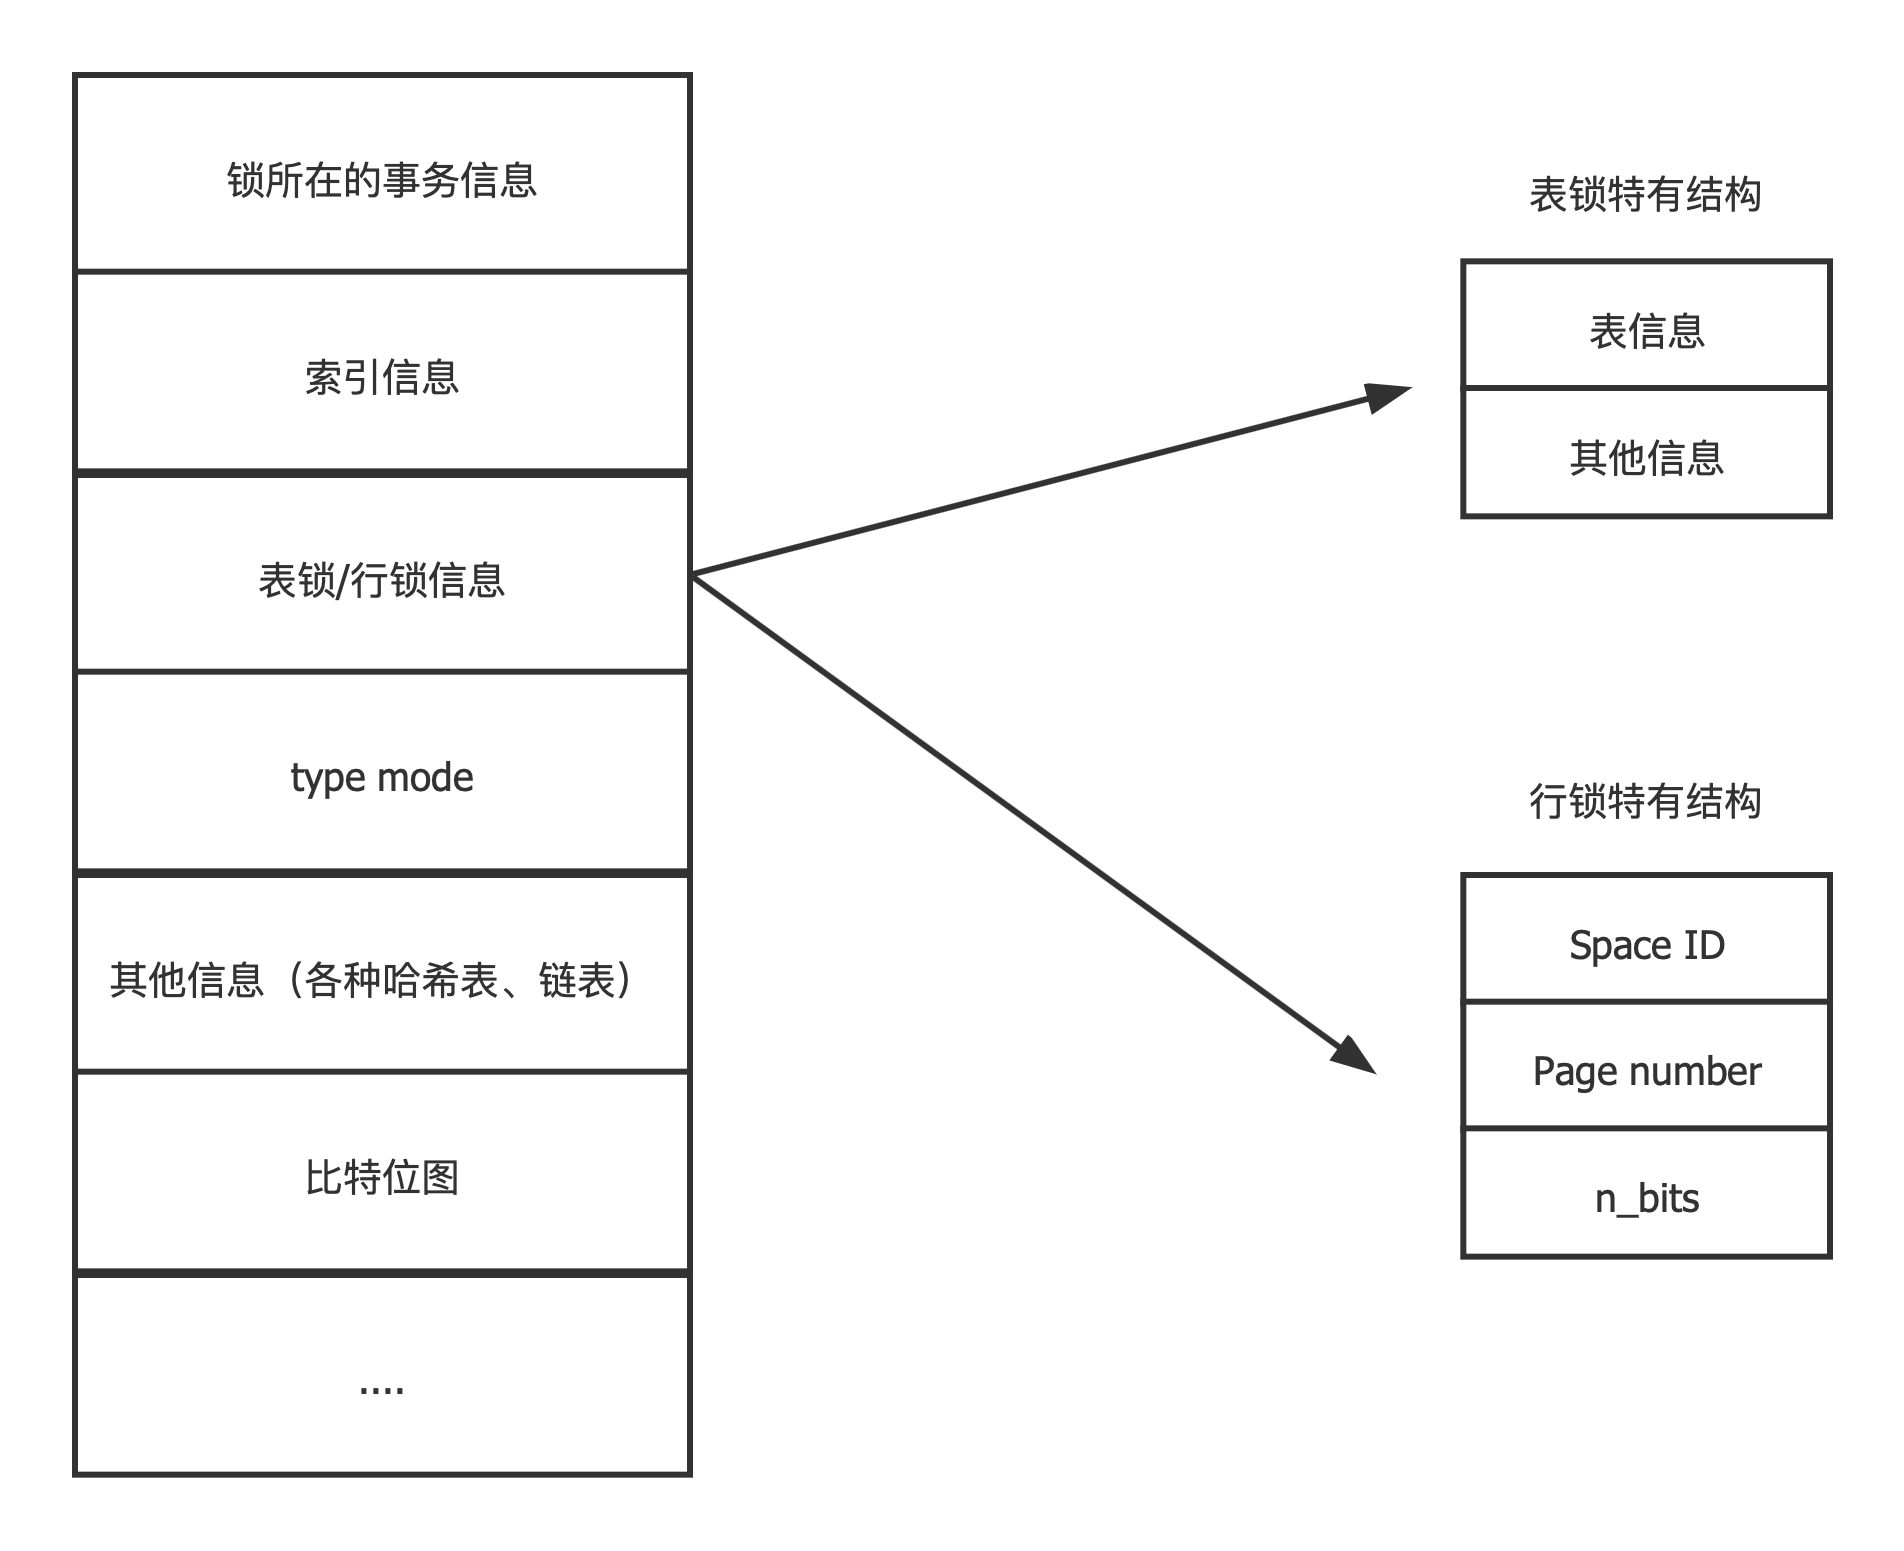 锁所在的事务信息
索引信息
表锁/行锁信息
type mode
其他信息（各种哈希表、链表）
比特位图
....
表锁特有结构
表信息
其他信息
行锁特有结构
Space ID
Page number
n_bits